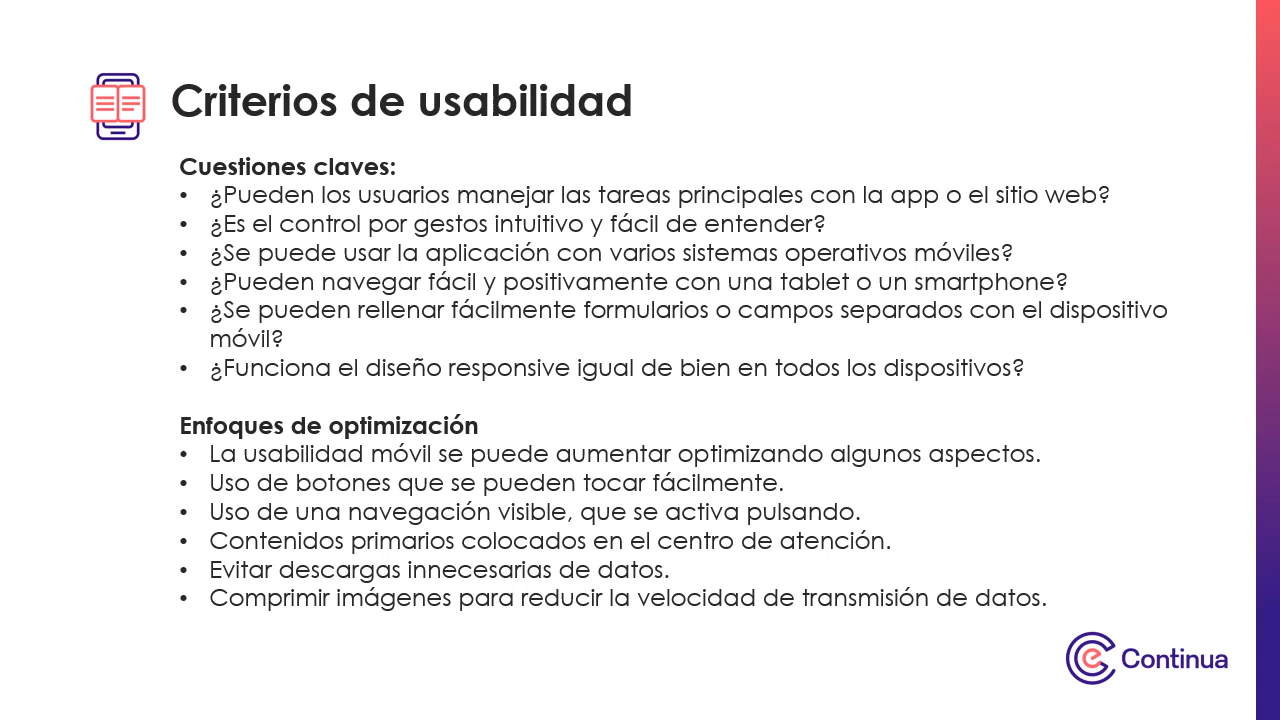 Criterios de usabilidad
Cuestiones claves:
• ¿Pueden los usuarios manejar las tareas principales con la app o el sitio web?
• ¿Es el control por gestos intuitivo y fácil de entender?
• ¿Se puede usar la aplicación con varios sistemas operativos móviles?
• ¿Pueden navegar fácil y positivamente con una tablet o un smartphone?
• ¿Se pueden rellenar fácilmente formularios o campos separados con el dispositivo
móvil?
• ¿Funciona el diseño responsive igual de bien en todos los dispositivos?
Enfoques de optimización
• La usabilidad móvil se puede aumentar optimizando algunos aspectos.
• Uso de botones que se pueden tocar fácilmente.
• Uso de una navegación visible, que se activa pulsando.
• Contenidos primarios colocados en el centro de atención.
• Evitar descargas innecesarias de datos.
• Comprimir imágenes para reducir la velocidad de transmisión de datos.
Continua